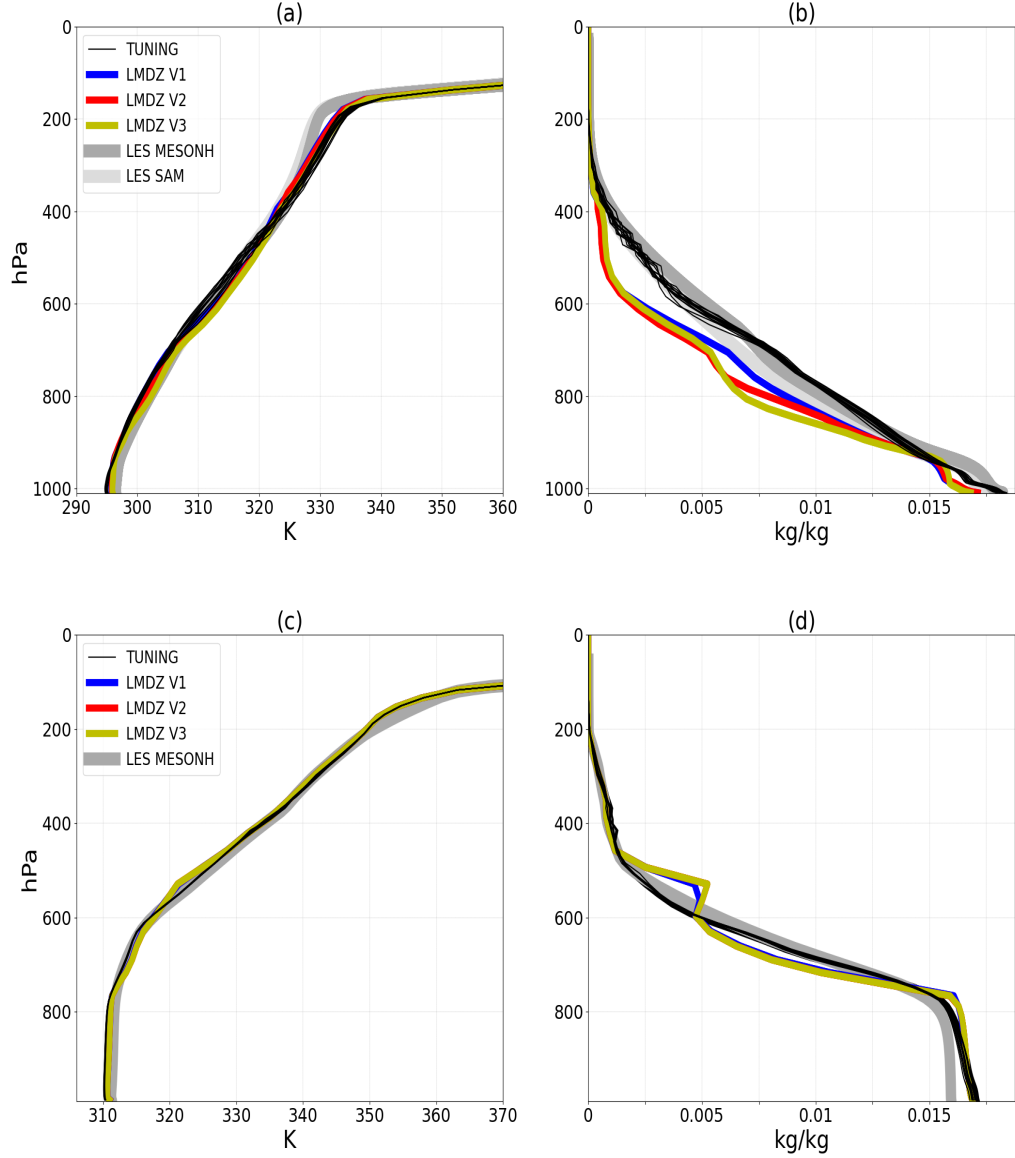 (a)
(b)
0
200
400
600
800
1000
hPa
TUNING
LMDZ V1
LMDZ V2
LMDZ V3
LES MESONH
LES SAM
290 300 310 320 330 340 350 360
K
0
200
400
600
800
1000
0 0.005 0.01 0.015
kg/kg
(c)
(d)
0
200
400
600
800
hPa
TUNING
LMDZ V1
LMDZ V2
LMDZ V3
LES MESONH
310 320 330 340 350 360 370
K
0
200
400
600
800
0 0.005 0.01 0.015
kg/kg